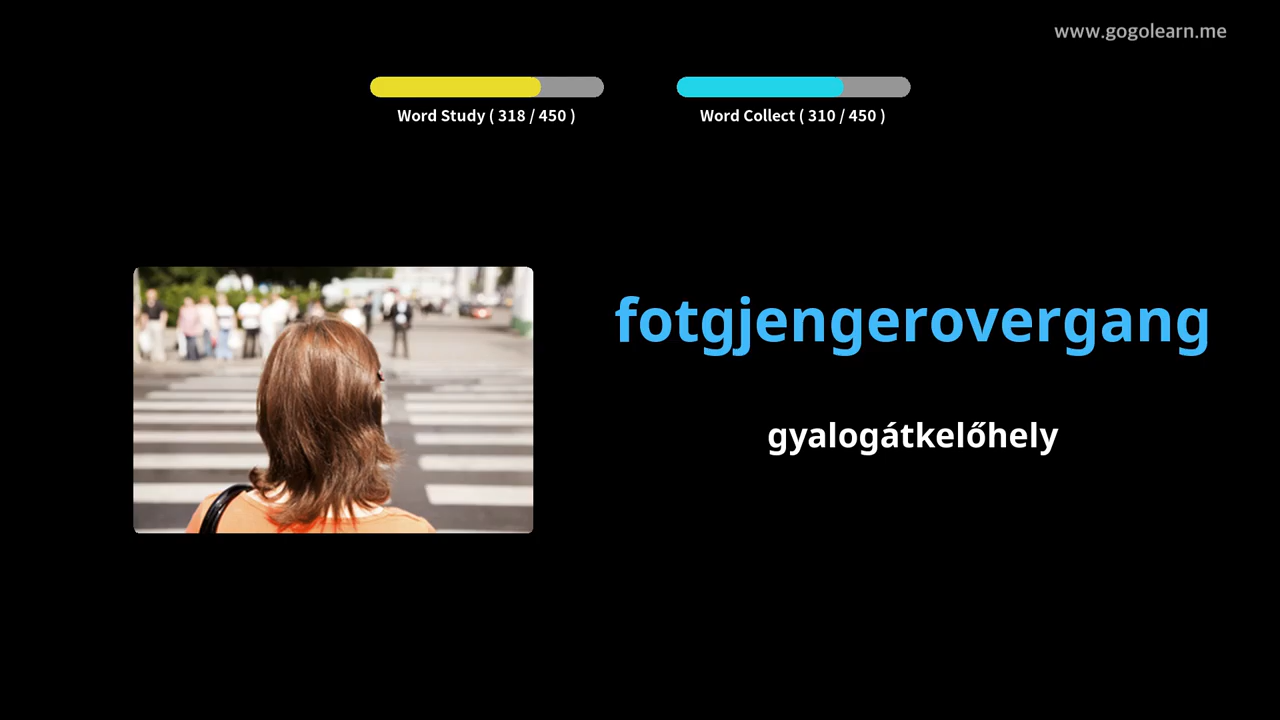 www.gogolearn.me
Word Study ( 318 / 450 )
Word Collect ( 310 / 450 )
fotgjengerovergang
gyalogátkelőhely